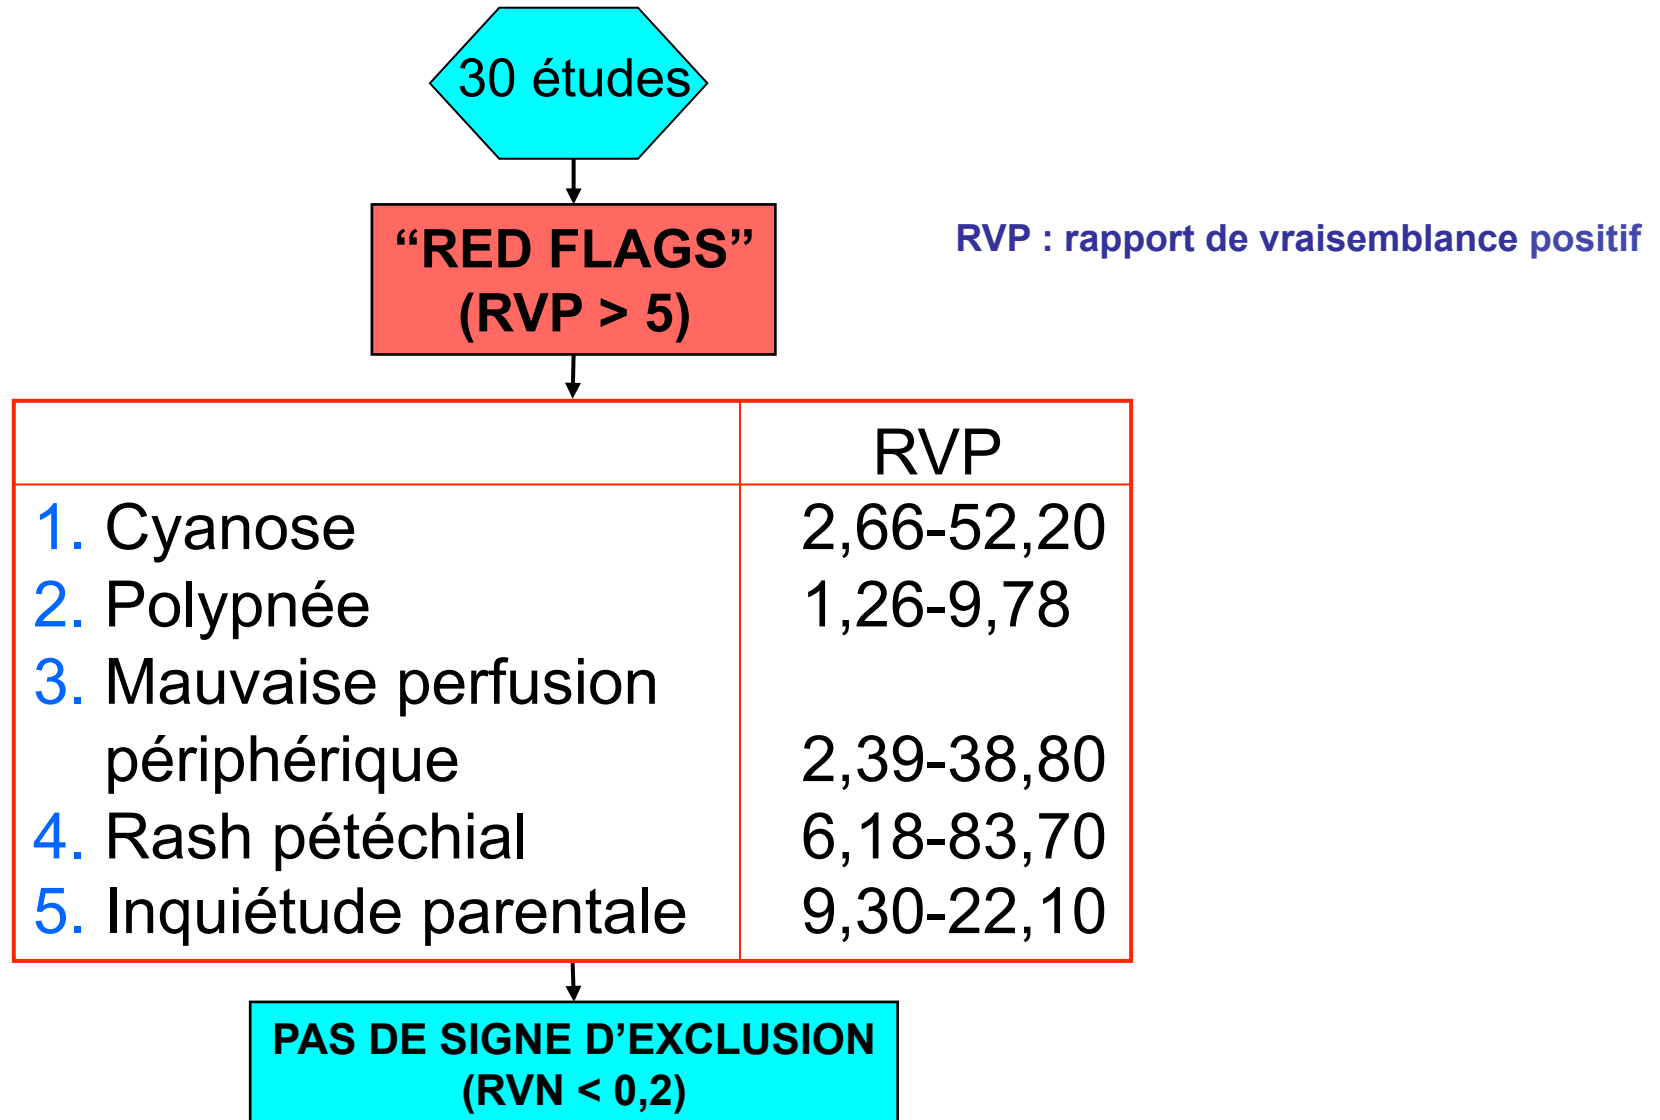 30 études
“RED FLAGS”
(RVP > 5)
RVP : rapport de vraisemblance positif
RVP
1. Cyanose 2,66-52,20
2. Polypnée 1,26-9,78
3. Mauvaise perfusion
périphérique 2,39-38,80
4. Rash pétéchial 6,18-83,70
5. Inquiétude parentale 9,30-22,10
PAS DE SIGNE D’EXCLUSION
(RVN < 0,2)